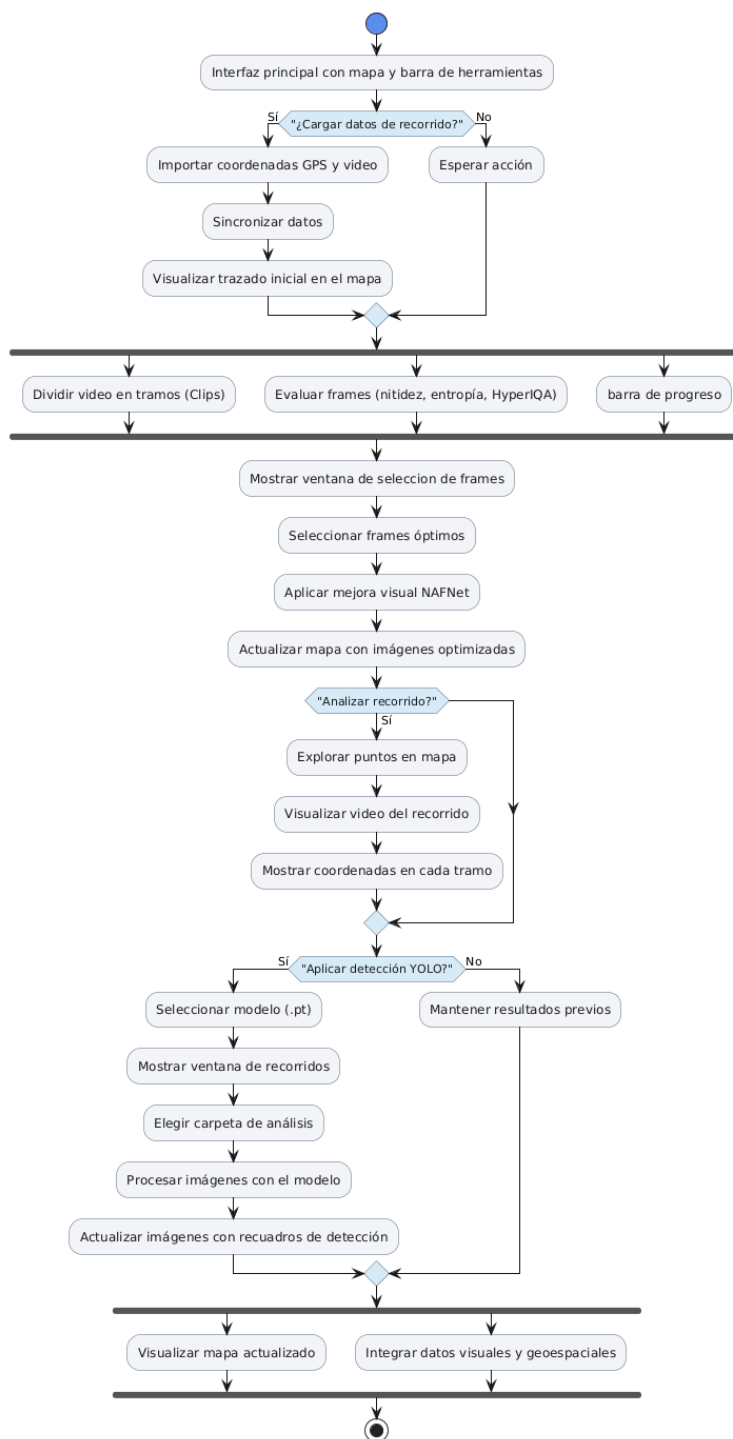 Interfaz principal con mapa y barra de herramientas
Sí
"¿Cargar datos de recorrido?"
No
Importar coordenadas GPS y video
Esperar acción
Sincronizar datos
Visualizar trazado inicial en el mapa
Dividir video en tramos (Clips)
Evaluar frames (nitidez, entropía, HyperIQA)
barra de progreso
Mostrar ventana de seleccion de frames
Seleccionar frames óptimos
Aplicar mejora visual NAFNet
Actualizar mapa con imágenes optimizadas
"Analizar recorrido?"
Sí
Explorar puntos en mapa
Visualizar video del recorrido
Mostrar coordenadas en cada tramo
Sí
"Aplicar detección YOLO?"
No
Seleccionar modelo (.pt)
Mantener resultados previos
Mostrar ventana de recorridos
Elegir carpeta de análisis
Procesar imágenes con el modelo
Actualizar imágenes con recuadros de detección
Visualizar mapa actualizado
Integrar datos visuales y geoespaciales